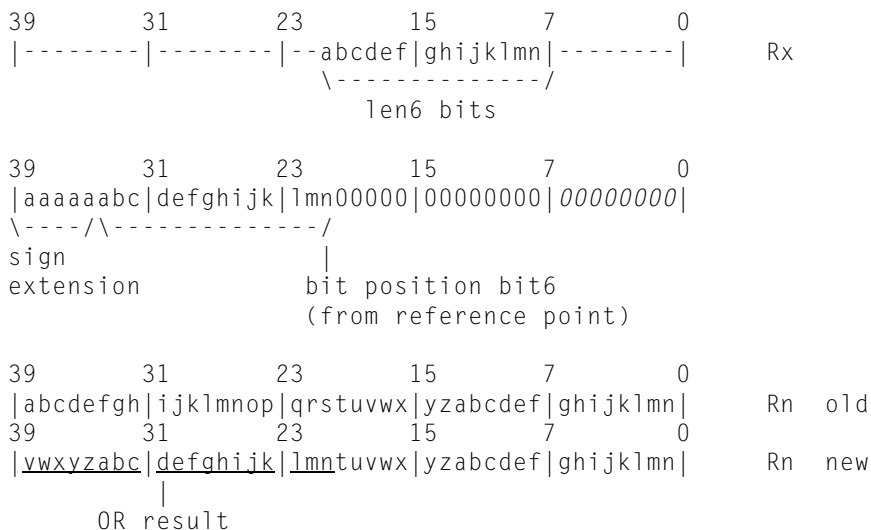 39 31 23 15 7 0
|--------|--------|--abcdef|ghijklmn|--------| Rx
\--------------/
len6 bits
39 31 23 15 7 0
|aaaaaabc|defghijk|lmn00000|00000000|00000000|
\----/\--------------/
sign |
extension bit position bit6
(from reference point)
39 31 23 15 7 0
|abcdefgh|ijklmnop|qrstuvwx|yzabcdef|ghijklmn| Rn old
39 31 23 15 7 0
|vwxyzabc|defghijk|lmntuvwx|yzabcdef|ghijklmn| Rn new
|
OR result